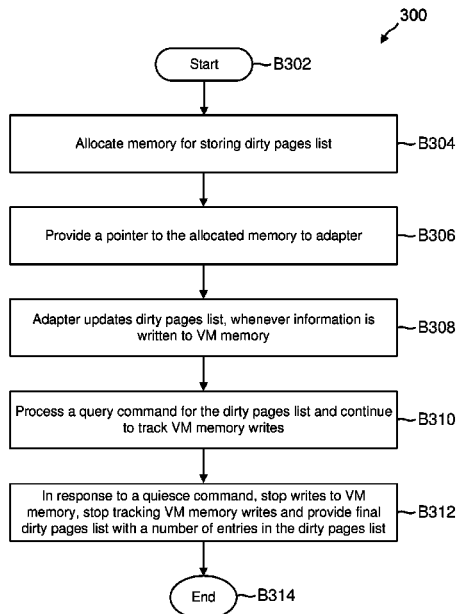 300
Start
B302
Allocate memory for storing dirty pages list
B304
Provide a pointer to the allocated memory to adapter
B306
Adapter updates dirty pages list, whenever information is
written to VM memory
B308
Process a query command for the dirty pages list and continue
to track VM memory writes
B310
In response to a quiesce command, stop writes to VM
memory, stop tracking VM memory writes and provide final
dirty pages list with a number of entries in the dirty pages list
B312
End
B314